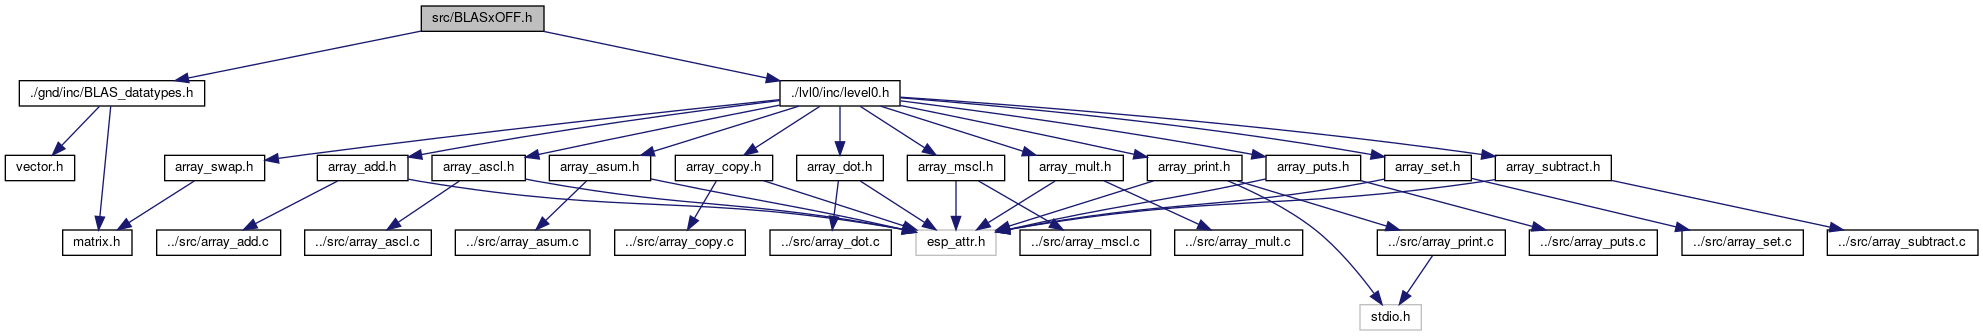 src/BLASxOFF.h
./gnd/inc/BLAS_datatypes.h
./lvl0/inc/level0.h
vector.h
array_swap.h
array_add.h
array_ascl.h
array_asum.h
array_copy.h
array_dot.h
array_mscl.h
array_mult.h
array_print.h
array_puts.h
array_set.h
array_subtract.h
matrix.h
../src/array_add.c
../src/array_ascl.c
../src/array_asum.c
../src/array_copy.c
../src/array_dot.c
esp_attr.h
../src/array_mscl.c
../src/array_mult.c
../src/array_print.c
../src/array_puts.c
../src/array_set.c
../src/array_subtract.c
stdio.h